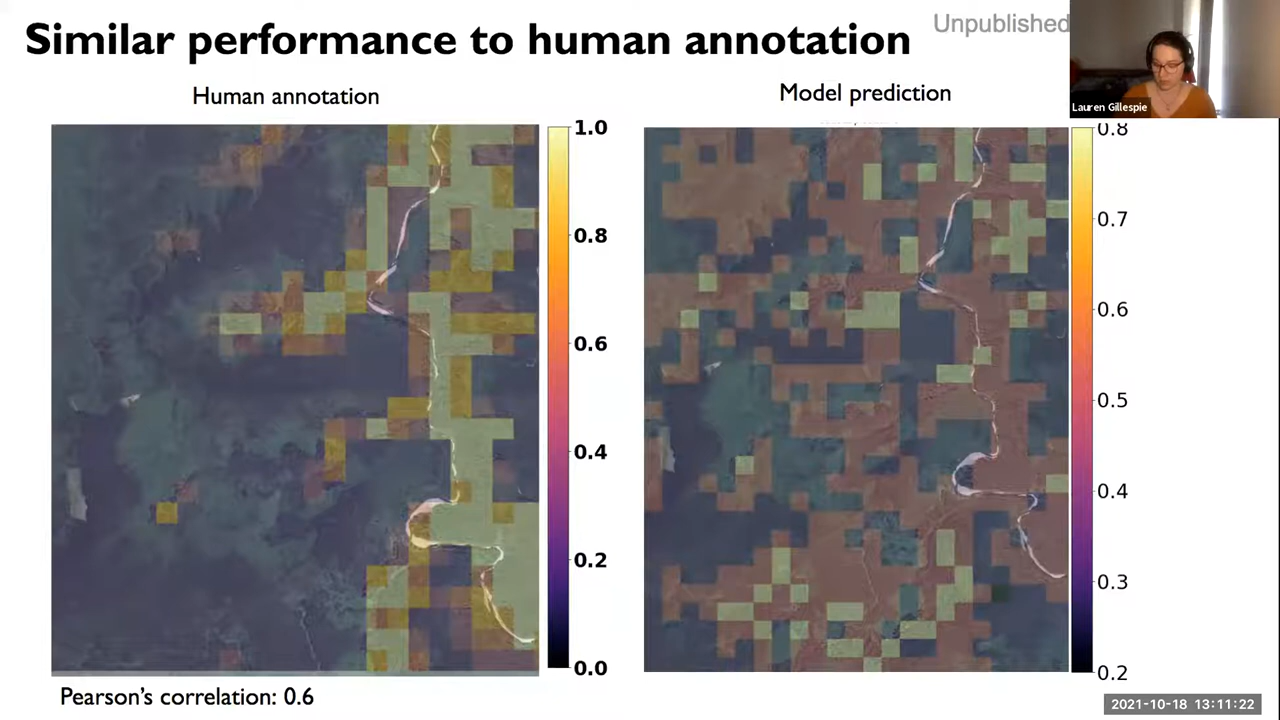 Similar performance to human annotation
Unpublished
Lauren Gillespie
Human annotation
Model prediction
1.0
0.8
0.6
0.4
0.2
0.0
0.8
0.7
0.6
0.5
0.4
0.3
0.2
Pearson's correlation: 0.6
2021-10-18 13:11:22